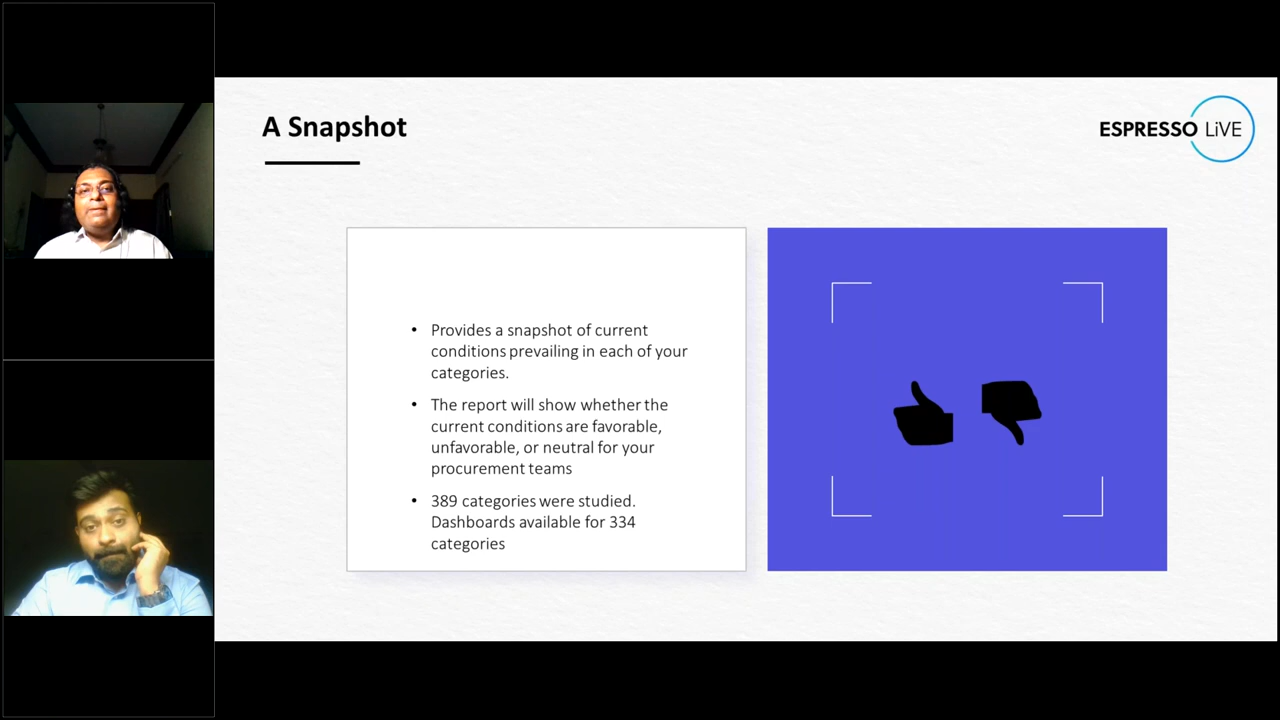 A Snapshot
ESPRESSO LiVE
• Provides a snapshot of current
conditions prevailing in each of your
categories.
• The report will show whether the
current conditions are favorable,
unfavorable, or neutral for your
procurement teams
• 389 categories were studied.
Dashboards available for 334
categories